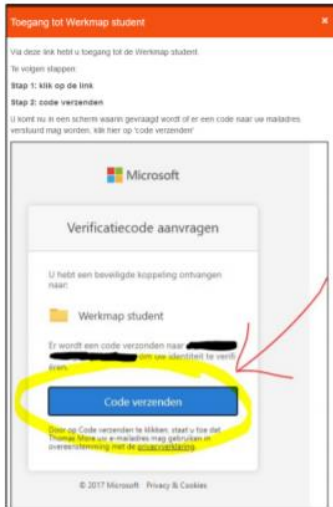 Toegang tot Werkmap student
Via deze link hebt u toegang tot de Werkmap student.
Te volgen stappen:
Stap 1: klik op de link
Stap 2: code verzenden
U komt nu in een scherm waarin gevraagd wordt of er een code naar uw mailadres
verstuurd mag worden, klik hier op 'code verzenden'
Microsoft
Verificatiecode aanvragen
U hebt een beveiligde koppeling ontvangen
naar:
Werkmap student
Er wordt een code verzonden naar
om uw identiteit te verifi
ëren.
Code verzenden
Door op Code verzenden te klikken, staat u toe dat
Thomas More uw e-mailadres mag gebruiken in
overeenstemming met de privacyverklaring.
© 2017 Microsoft Privacy & Cookies